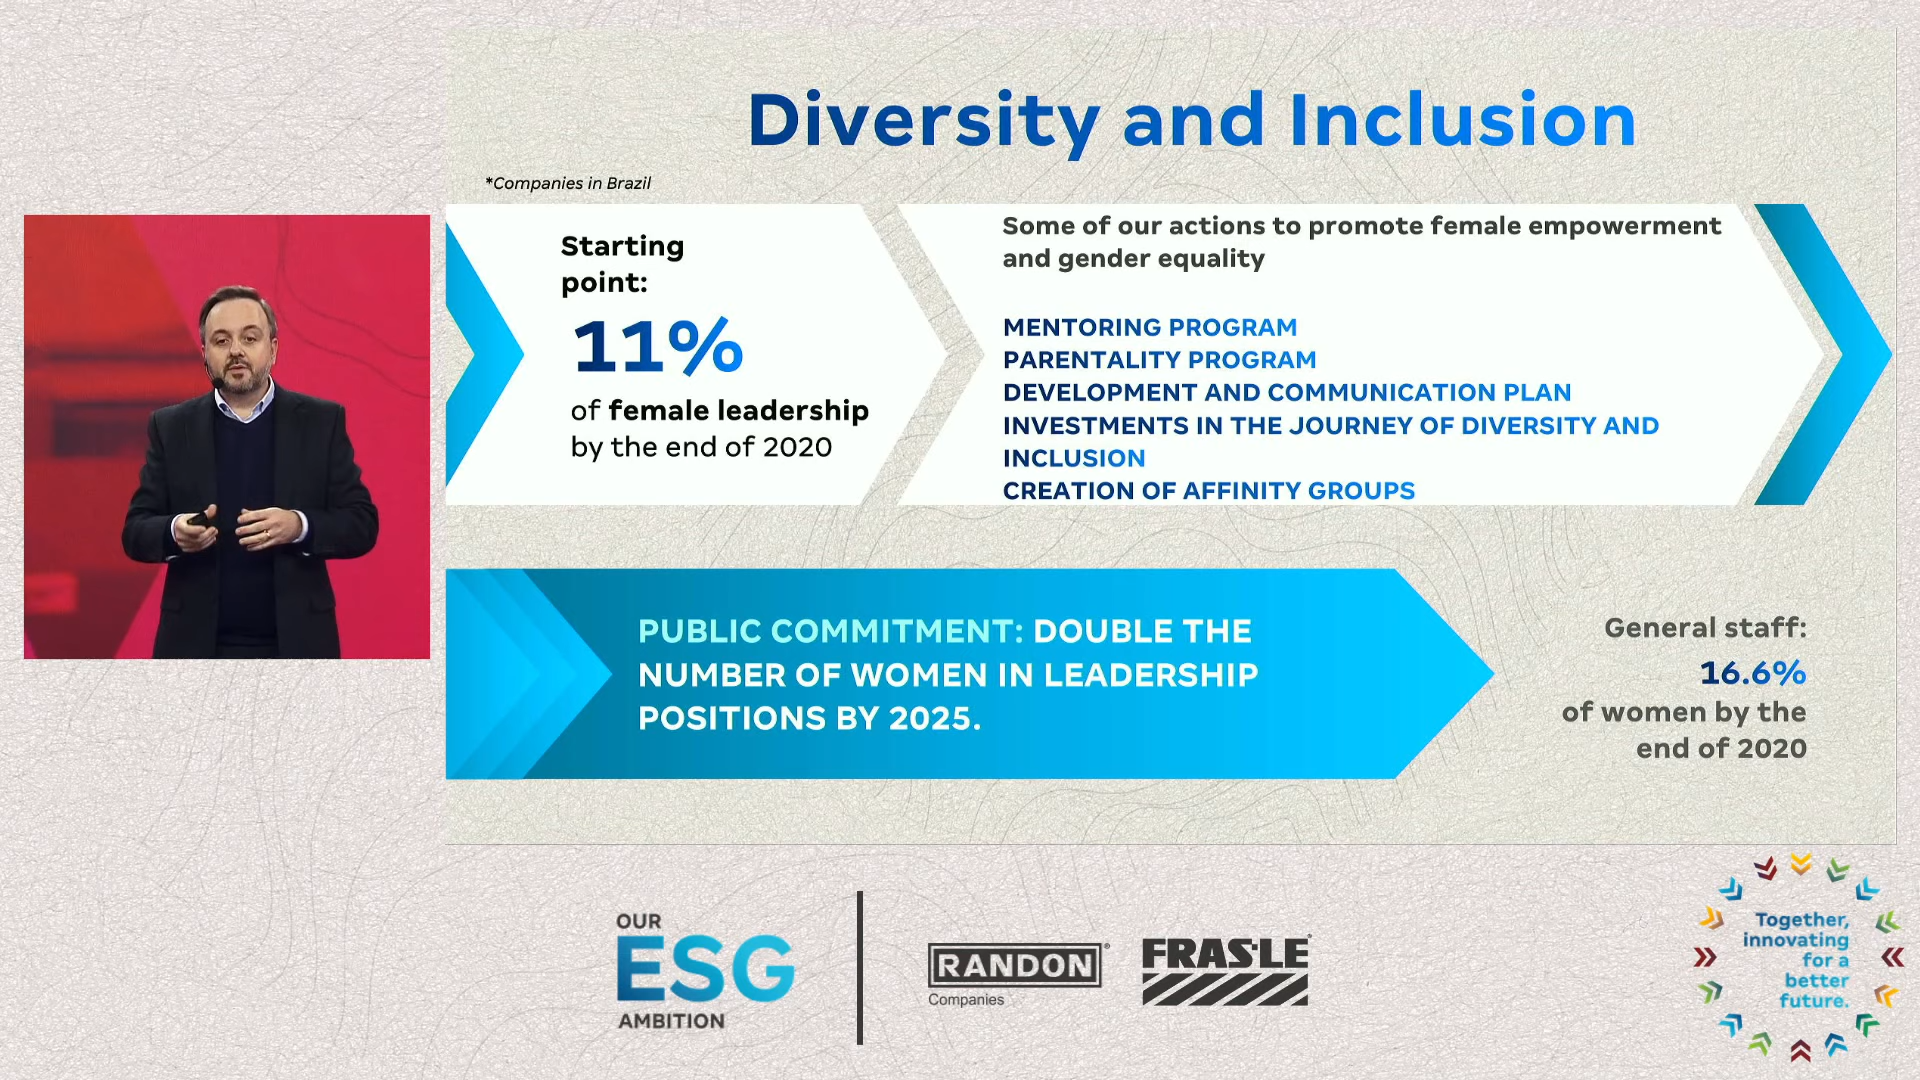 Diversity and Inclusion
*Companies in Brazil
Starting
point:
11%
of female leadership
by the end of 2020
Some of our actions to promote female empowerment
and gender equality
MENTORING PROGRAM
PARENTALITY PROGRAM
DEVELOPMENT AND COMMUNICATION PLAN
INVESTMENTS IN THE JOURNEY OF DIVERSITY AND
INCLUSION
CREATION OF AFFINITY GROUPS
PUBLIC COMMITMENT: DOUBLE THE
NUMBER OF WOMEN IN LEADERSHIP
POSITIONS BY 2025.
General staff:
16.6%
of women by the
end of 2020
OUR
ESG
AMBITION
RANDON®
Companies
FRAS-LE®
Together,
innovating
for a
better
future.